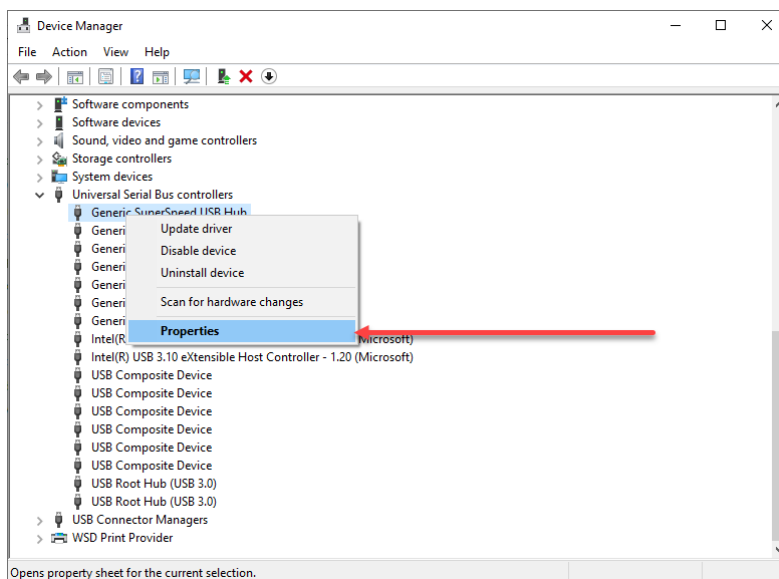 Device Manager
File Action View Help
Software components
Software devices
Sound, video and game controllers
Storage controllers
System devices
Universal Serial Bus controllers
Generic SuperSpeed USB Hub
Generi
Update driver
Generi
Disable device
Generi
Uninstall device
Generi
Generi
Scan for hardware changes
Generi
Properties
Intel(R Microsoft)
Intel(R) USB 3.10 eXtensible Host Controller - 1.20 (Microsoft)
USB Composite Device
USB Composite Device
USB Composite Device
USB Composite Device
USB Composite Device
USB Composite Device
USB Root Hub (USB 3.0)
USB Root Hub (USB 3.0)
USB Connector Managers
WSD Print Provider
Opens property sheet for the current selection.